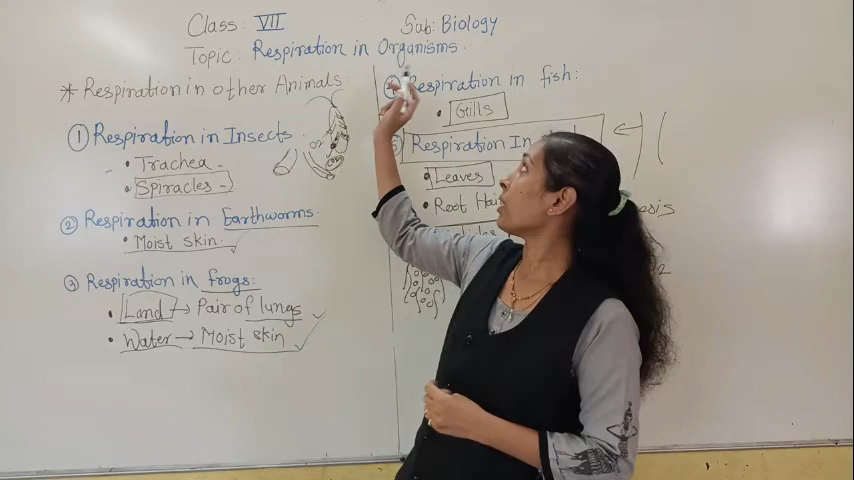 Class: VII Sub: Biology
Topic: Respiration in Organisms.
* Respiration in other Animals:
① Respiration in Insects
• Trachea
• Spiracles
O2
② Respiration in Earthworms.
• Moist skin.
③ Respiration in frogs:
• Land → Pair of lungs
• Water → Moist skin
Respiration in fish:
• Gills
Respiration In
• Leaves
• Root Hair